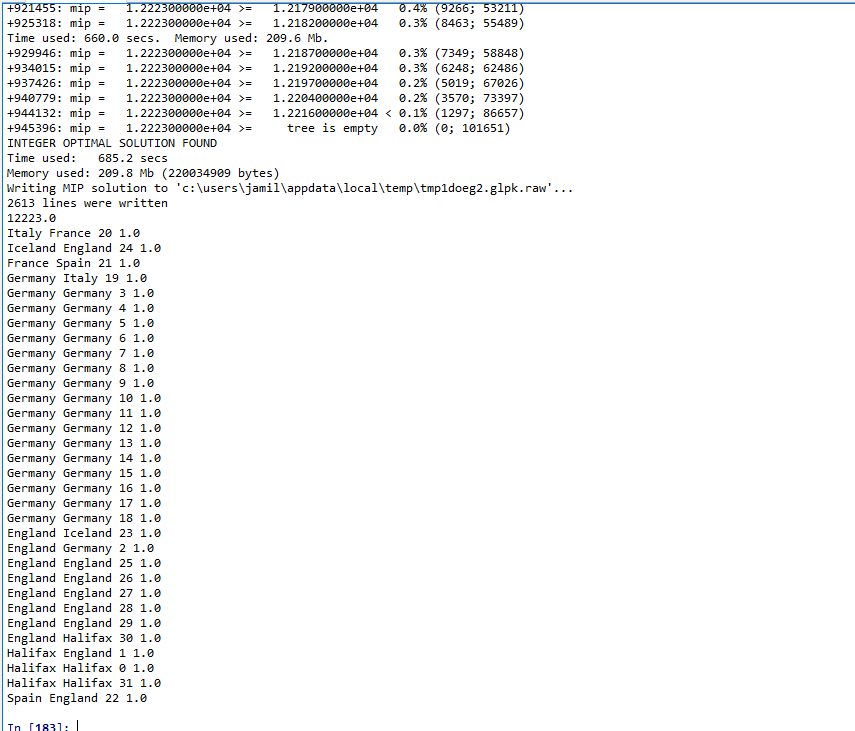 +921455: mip =   1.222300000e+04 >=   1.217900000e+04   0.4% (9266; 53211)
+925318: mip =   1.222300000e+04 >=   1.218200000e+04   0.3% (8463; 55489)
Time used: 660.0 secs.  Memory used: 209.6 Mb.
+929946: mip =   1.222300000e+04 >=   1.218700000e+04   0.3% (7349; 58848)
+934015: mip =   1.222300000e+04 >=   1.219200000e+04   0.3% (6248; 62486)
+937426: mip =   1.222300000e+04 >=   1.219700000e+04   0.2% (5019; 67026)
+940779: mip =   1.222300000e+04 >=   1.220400000e+04   0.2% (3570; 73397)
+944132: mip =   1.222300000e+04 >=   1.221600000e+04 < 0.1% (1297; 86657)
+945396: mip =   1.222300000e+04 >=     tree is empty   0.0% (0; 101651)
INTEGER OPTIMAL SOLUTION FOUND
Time used:   685.2 secs
Memory used: 209.8 Mb (220034909 bytes)
Writing MIP solution to 'c:\users\jamil\appdata\local\temp\tmp1doeg2.glpk.raw'...
2613 lines were written
12223.0
Italy France 20 1.0
Iceland England 24 1.0
France Spain 21 1.0
Germany Italy 19 1.0
Germany Germany 3 1.0
Germany Germany 4 1.0
Germany Germany 5 1.0
Germany Germany 6 1.0
Germany Germany 7 1.0
Germany Germany 8 1.0
Germany Germany 9 1.0
Germany Germany 10 1.0
Germany Germany 11 1.0
Germany Germany 12 1.0
Germany Germany 13 1.0
Germany Germany 14 1.0
Germany Germany 15 1.0
Germany Germany 16 1.0
Germany Germany 17 1.0
Germany Germany 18 1.0
England Iceland 23 1.0
England Germany 2 1.0
England England 25 1.0
England England 26 1.0
England England 27 1.0
England England 28 1.0
England England 29 1.0
England Halifax 30 1.0
Halifax England 1 1.0
Halifax Halifax 0 1.0
Halifax Halifax 31 1.0
Spain England 22 1.0
In [183]: